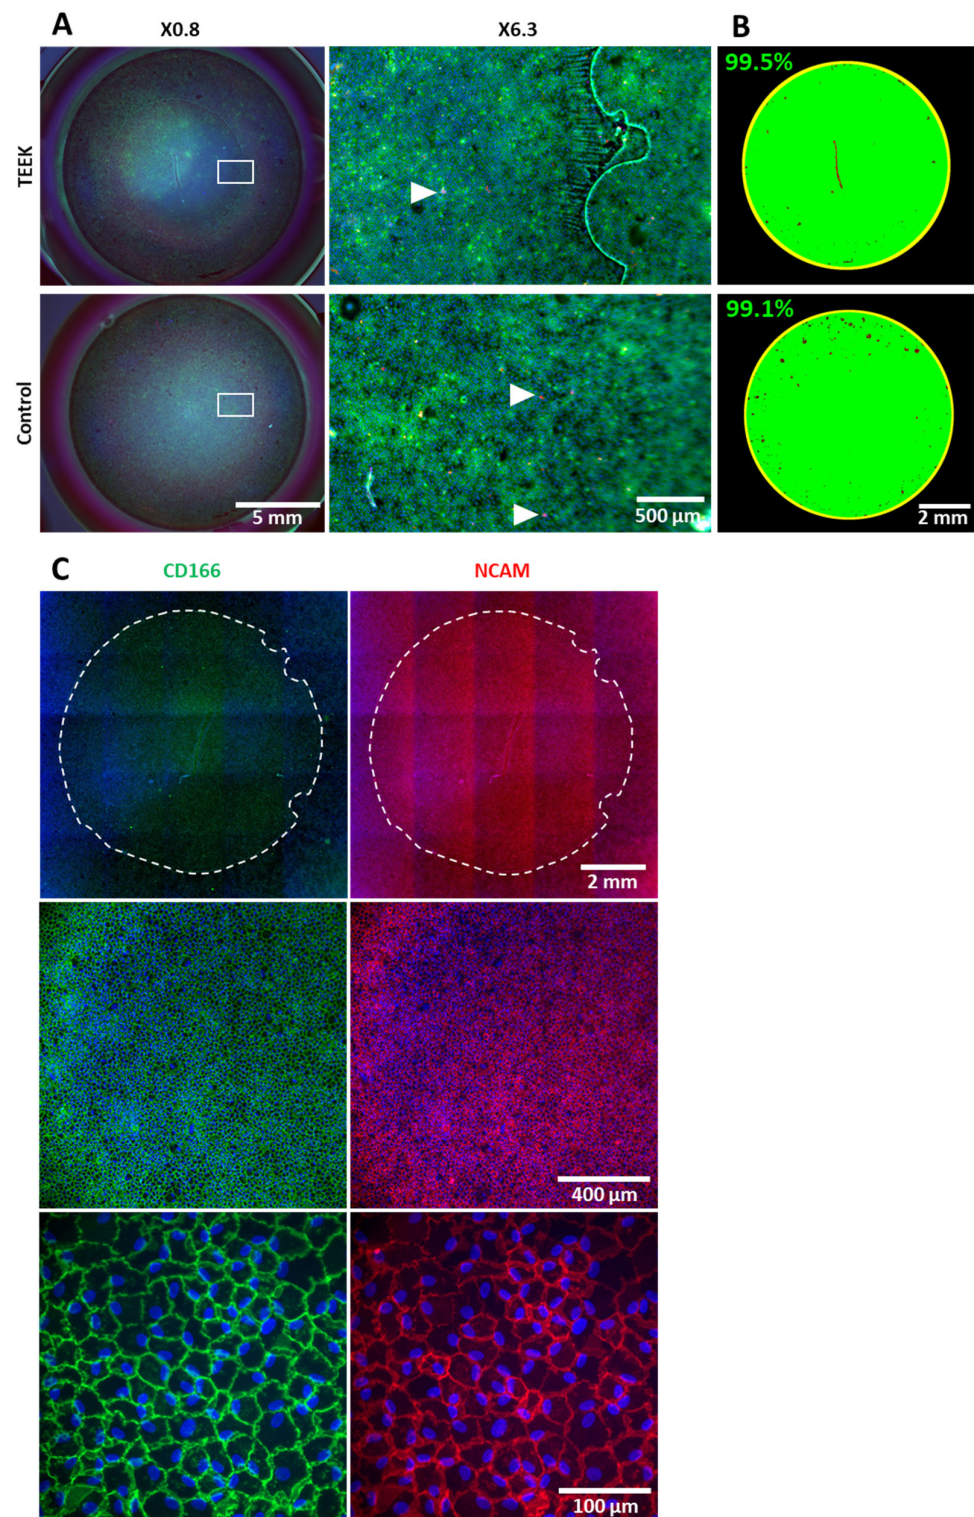 A
X0.8
X6.3
B
TEEK
99.5%
Control
99.1%
5 mm
500 µm
2 mm
C
CD166
NCAM
2 mm
400 µm
100 µm